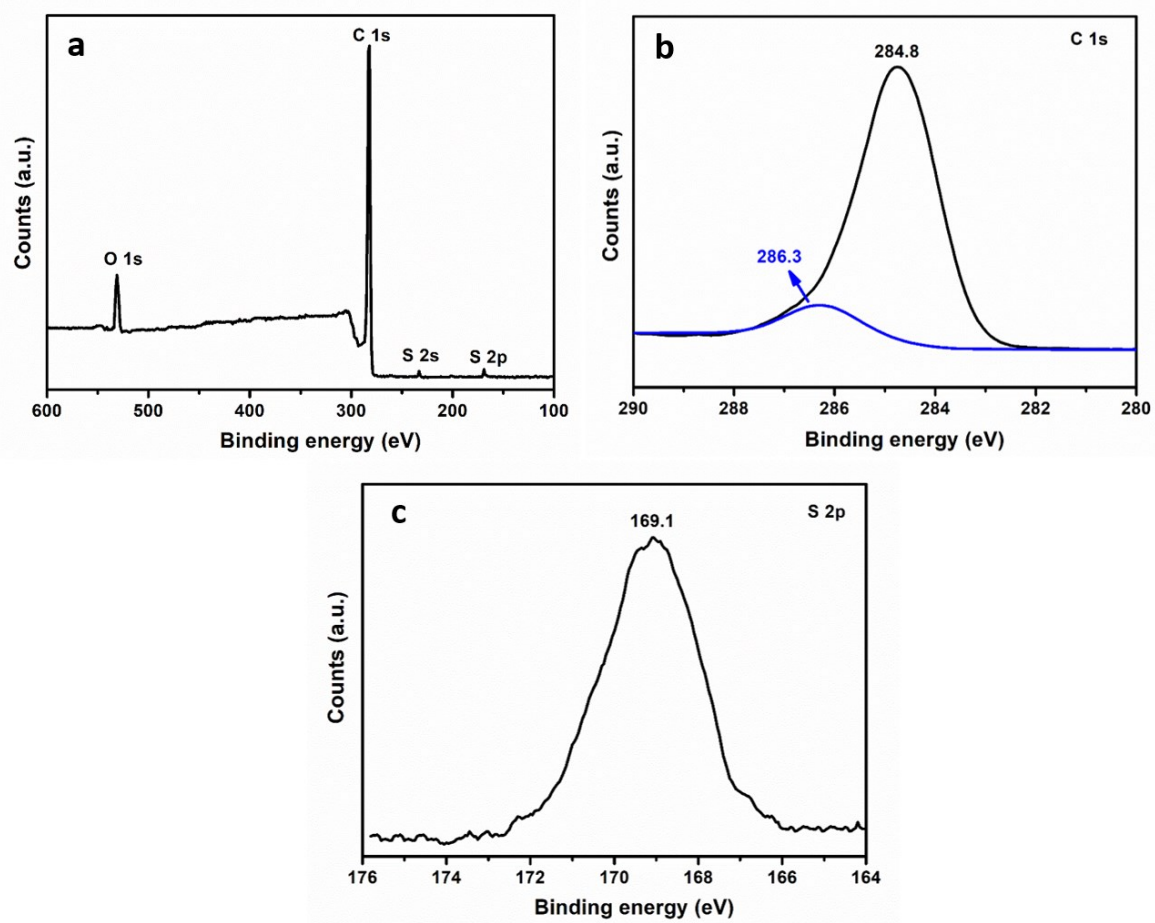 a
C 1s
O 1s
S 2s
S 2p
Counts (a.u.)
600 500 400 300 200 100
Binding energy (eV)
b
C 1s
284.8
286.3
Counts (a.u.)
290 288 286 284 282 280
Binding energy (eV)
c
S 2p
169.1
Counts (a.u.)
176 174 172 170 168 166 164
Binding energy (eV)